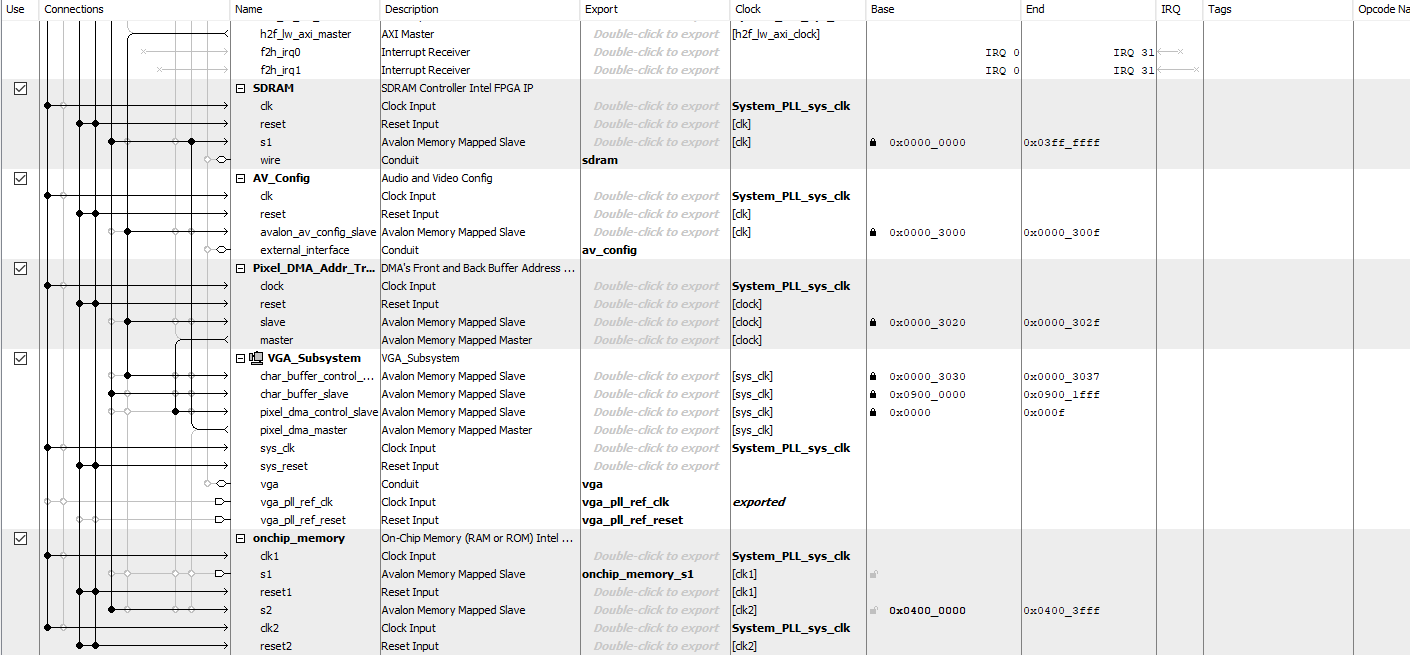 Use Connections Name Description Export Clock Base End IRQ Tags Opcode Na
h2f_lw_axi_master AXI Master Double-click to export [h2f_lw_axi_clock]
f2h_irq0 Interrupt Receiver Double-click to export IRQ 0 IRQ 31
f2h_irq1 Interrupt Receiver Double-click to export IRQ 0 IRQ 31
SDRAM SDRAM Controller Intel FPGA IP
clk Clock Input Double-click to export System_PLL_sys_clk
reset Reset Input Double-click to export [clk]
s1 Avalon Memory Mapped Slave Double-click to export [clk] 0x0000_0000 0x03ff_ffff
wire Conduit sdram
AV_Config Audio and Video Config
clk Clock Input Double-click to export System_PLL_sys_clk
reset Reset Input Double-click to export [clk]
avalon_av_config_slave Avalon Memory Mapped Slave Double-click to export [clk] 0x0000_3000 0x0000_300f
external_interface Conduit av_config
Pixel_DMA_Addr_Tr... DMA's Front and Back Buffer Address ...
clock Clock Input Double-click to export System_PLL_sys_clk
reset Reset Input Double-click to export [clock]
slave Avalon Memory Mapped Slave Double-click to export [clock] 0x0000_3020 0x0000_302f
master Avalon Memory Mapped Master Double-click to export [clock]
VGA_Subsystem VGA_Subsystem
char_buffer_control_... Avalon Memory Mapped Slave Double-click to export [sys_clk] 0x0000_3030 0x0000_3037
char_buffer_slave Avalon Memory Mapped Slave Double-click to export [sys_clk] 0x0900_0000 0x0900_1fff
pixel_dma_control_slave Avalon Memory Mapped Slave Double-click to export [sys_clk] 0x0000 0x000f
pixel_dma_master Avalon Memory Mapped Master Double-click to export [sys_clk]
sys_clk Clock Input Double-click to export System_PLL_sys_clk
sys_reset Reset Input Double-click to export
vga Conduit vga
vga_pll_ref_clk Clock Input vga_pll_ref_clk exported
vga_pll_ref_reset Reset Input vga_pll_ref_reset
onchip_memory On-Chip Memory (RAM or ROM) Intel ...
clk1 Clock Input Double-click to export System_PLL_sys_clk
s1 Avalon Memory Mapped Slave onchip_memory_s1 [clk1]
reset1 Reset Input Double-click to export [clk1]
s2 Avalon Memory Mapped Slave Double-click to export [clk2] 0x0400_0000 0x0400_3fff
clk2 Clock Input Double-click to export System_PLL_sys_clk
reset2 Reset Input Double-click to export [clk2]